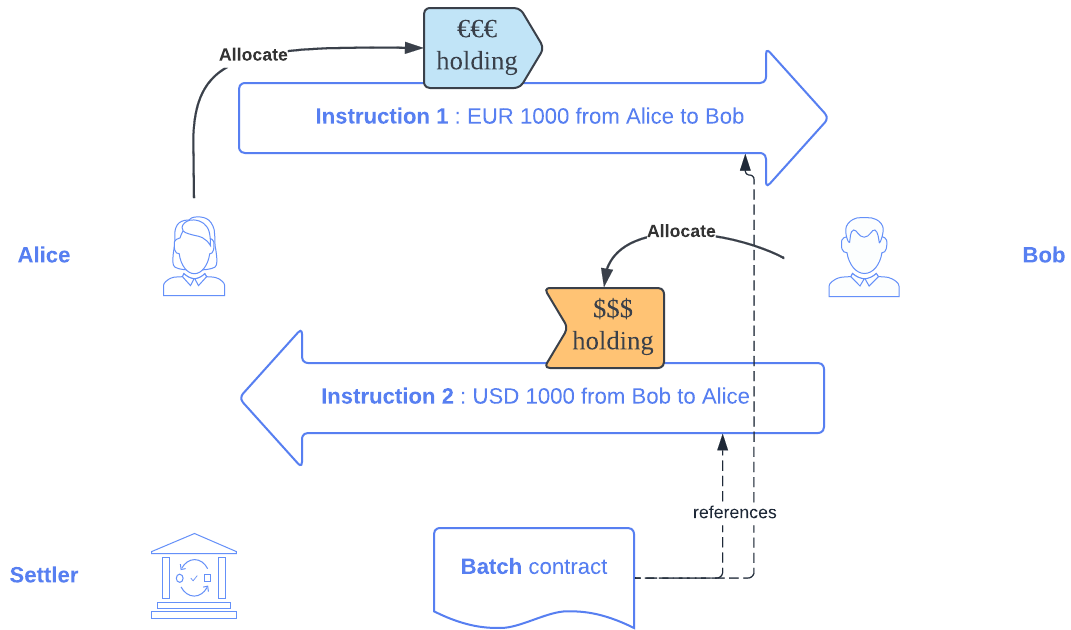 €€€
holding
Allocate
Instruction 1 : EUR 1000 from Alice to Bob
Allocate
Alice
Bob
$$$
holding
Instruction 2 : USD 1000 from Bob to Alice
references
Batch contract
Settler